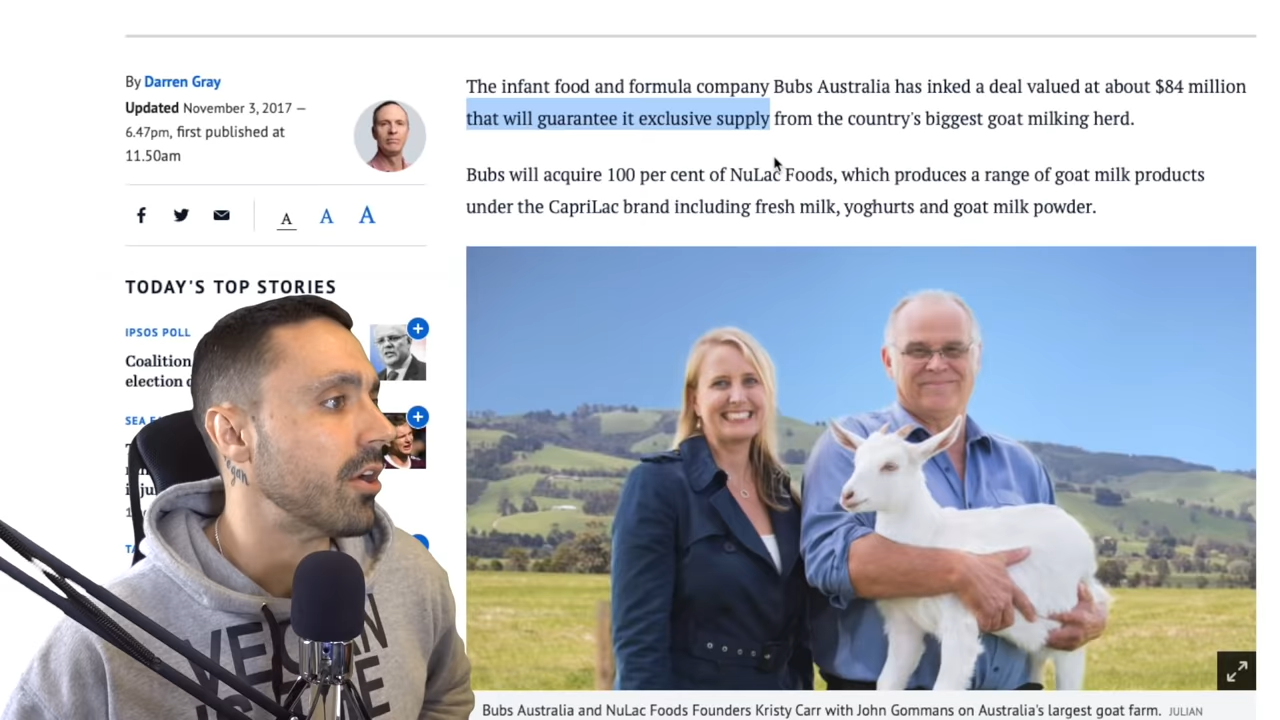 By Darren Gray
Updated November 3, 2017 —
6.47pm, first published at
11.50am
A A A
TODAY'S TOP STORIES
IPSOS POLL
Coalition
election
SEA
The infant food and formula company Bubs Australia has inked a deal valued at about $84 million
that will guarantee it exclusive supply from the country's biggest goat milking herd.
Bubs will acquire 100 per cent of NuLac Foods, which produces a range of goat milk products
under the CapriLac brand including fresh milk, yoghurts and goat milk powder.
Bubs Australia and NuLac Foods Founders Kristy Carr with John Gommans on Australia's largest goat farm. JULIAN
vegan
VEGAN